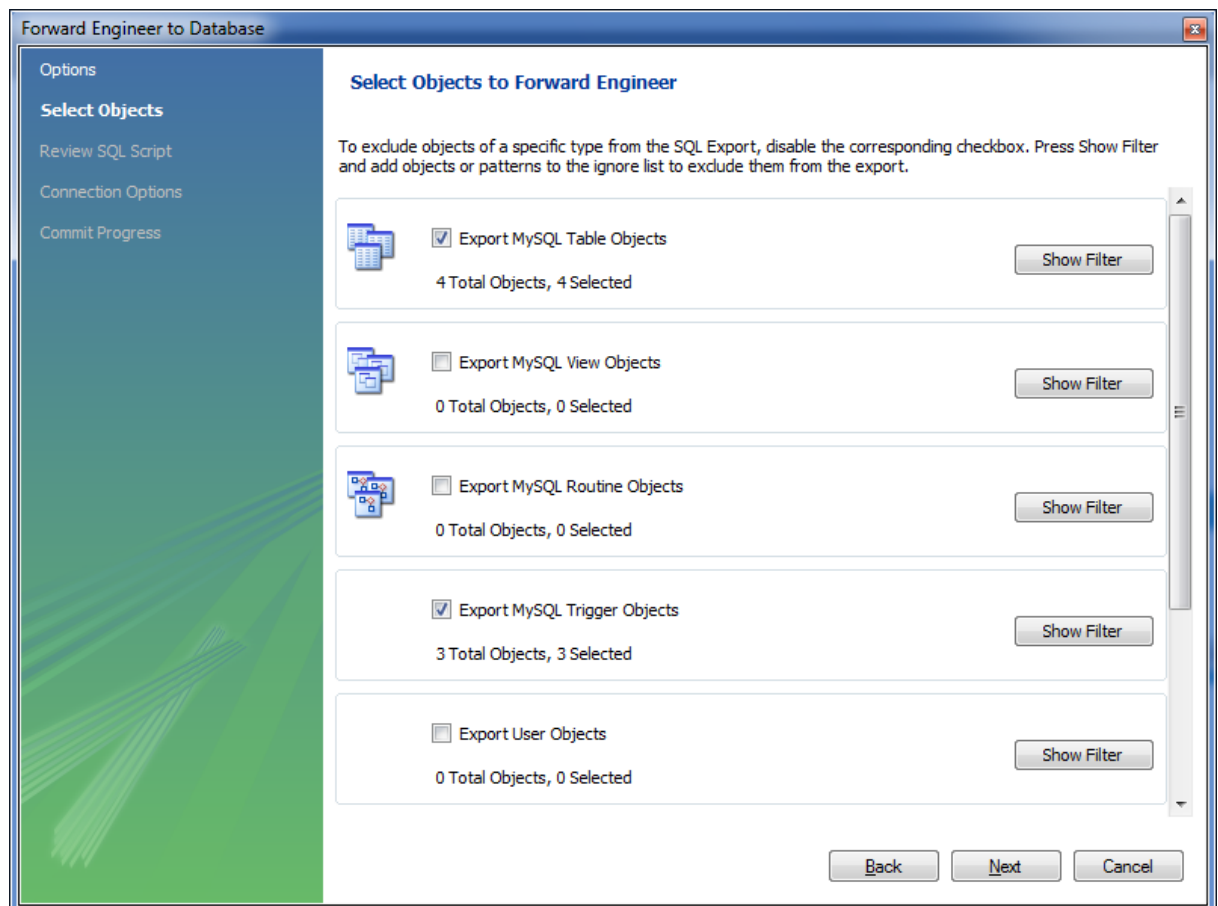 Forward Engineer to Database
Options
Select Objects
Review SQL Script
Connection Options
Commit Progress
Select Objects to Forward Engineer
To exclude objects of a specific type from the SQL Export, disable the corresponding checkbox. Press Show Filter
and add objects or patterns to the ignore list to exclude them from the export.
Export MySQL Table Objects
Show Filter
4 Total Objects, 4 Selected
Export MySQL View Objects
Show Filter
0 Total Objects, 0 Selected
Export MySQL Routine Objects
Show Filter
0 Total Objects, 0 Selected
Export MySQL Trigger Objects
Show Filter
3 Total Objects, 3 Selected
Export User Objects
Show Filter
0 Total Objects, 0 Selected
Back Next Cancel